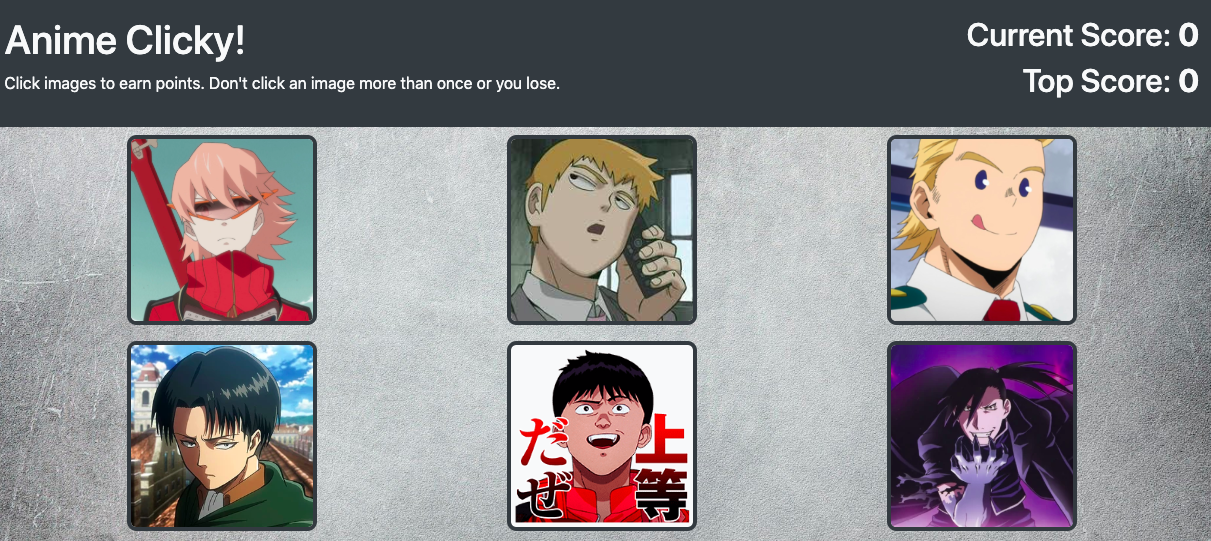 Anime Clicky!
Click images to earn points. Don't click an image more than once or you lose.
Current Score: 0
Top Score: 0
上等
だぜ